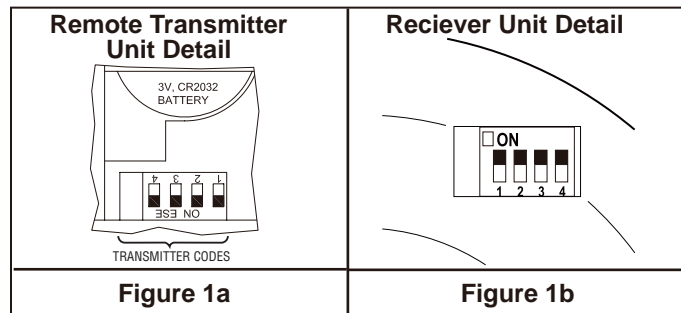 Remote Transmitter
Unit Detail
3V, CR2032
BATTERY
4 3 2 1
ON ESE
TRANSMITTER CODES
Figure 1a
Reciever Unit Detail
ON
1 2 3 4
Figure 1b